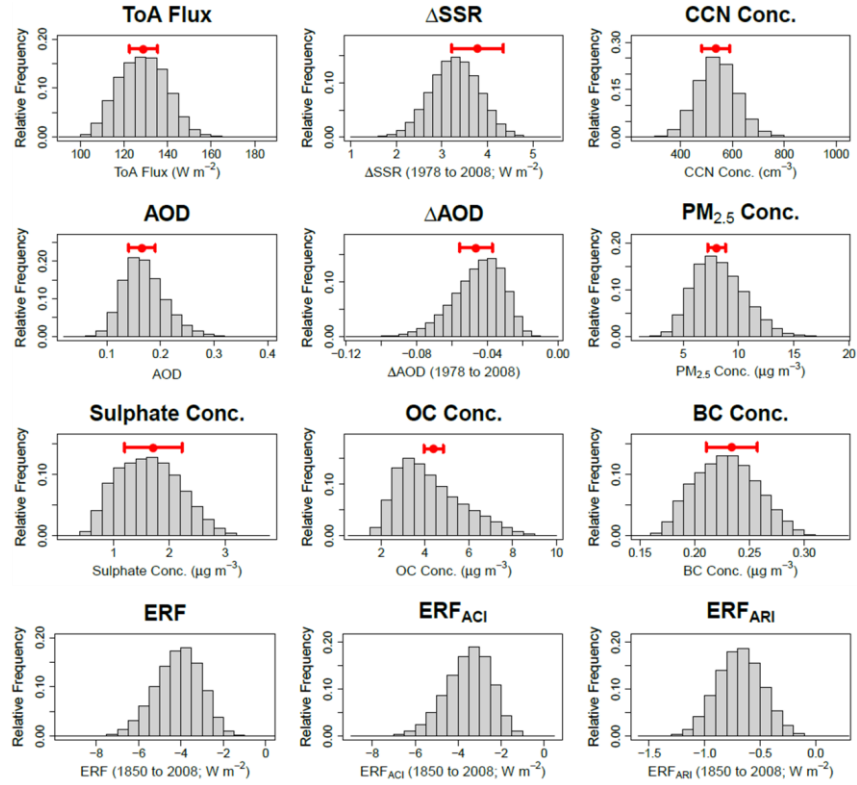 ToA Flux
Relative Frequency
0.00 0.10 0.20
100 120 140 160 180
ToA Flux (W m⁻²)
ΔSSR
Relative Frequency
0.00 0.10
1 2 3 4 5
ΔSSR (1978 to 2008; W m⁻²)
CCN Conc.
Relative Frequency
0.00 0.15 0.30
400 600 800 1000
CCN Conc. (cm⁻³)
AOD
Relative Frequency
0.00 0.10 0.20
0.1 0.2 0.3 0.4
AOD
ΔAOD
Relative Frequency
0.00 0.10
−0.12 −0.08 −0.04 0.00
ΔAOD (1978 to 2008)
PM₂.₅ Conc.
Relative Frequency
0.00 0.10 0.20
5 10 15 20
PM₂.₅ Conc. (μg m⁻³)
Sulphate Conc.
Relative Frequency
0.00 0.10
1 2 3
Sulphate Conc. (μg m⁻³)
OC Conc.
Relative Frequency
0.00 0.10
2 4 6 8 10
OC Conc. (μg m⁻³)
BC Conc.
Relative Frequency
0.00 0.10
0.15 0.20 0.25 0.30
BC Conc. (μg m⁻³)
ERF
Relative Frequency
0.00 0.10 0.20
−8 −6 −4 −2 0
ERF (1850 to 2008; W m⁻²)
ERF_ACI
Relative Frequency
0.00 0.10 0.20
−8 −6 −4 −2 0
ERF_ACI (1850 to 2008; W m⁻²)
ERF_ARI
Relative Frequency
0.00 0.10 0.20
−1.5 −1.0 −0.5 0.0
ERF_ARI (1850 to 2008; W m⁻²)